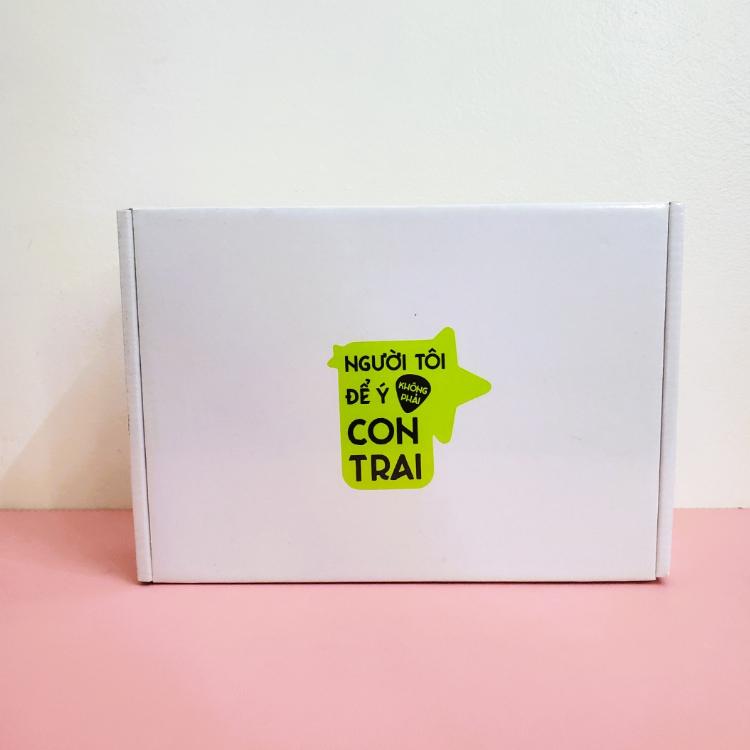 NGƯỜI TÔI
ĐỂ Ý KHÔNG
PHẢI
CON
TRAI